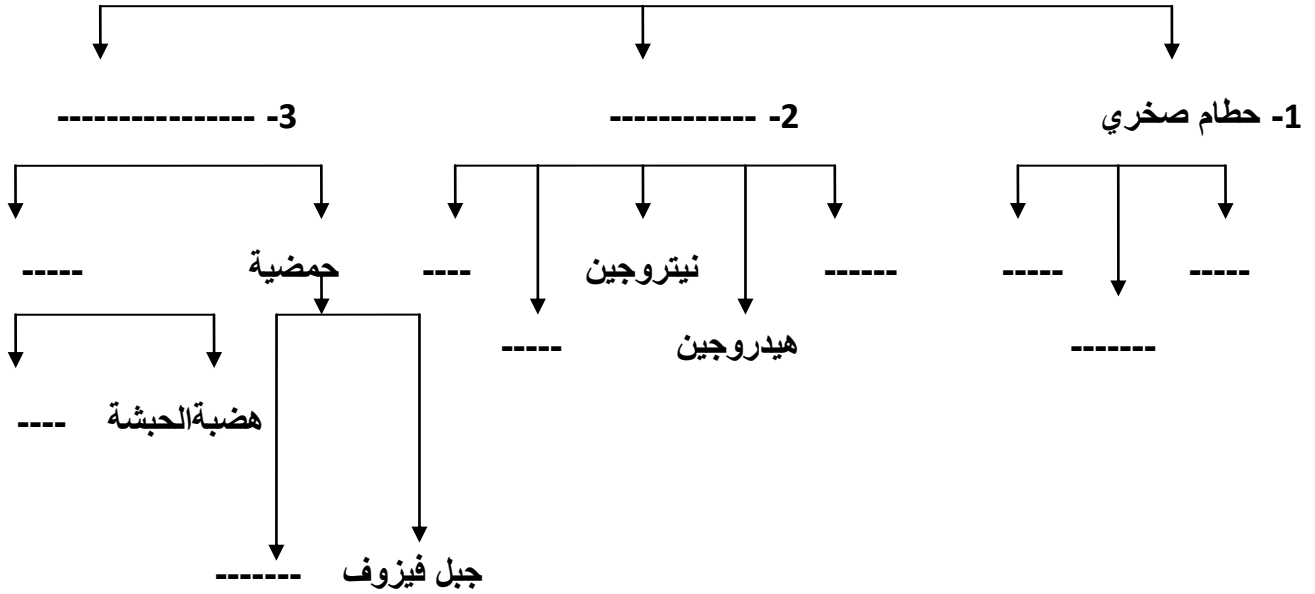 1- حطام صخري 2- ------------ 3- ----------------
----- ----- ------ نيتروجين ---- حمضية -----
------- هيدروجين -----
هضبةالحبشة ----
جبل فيزوف -------